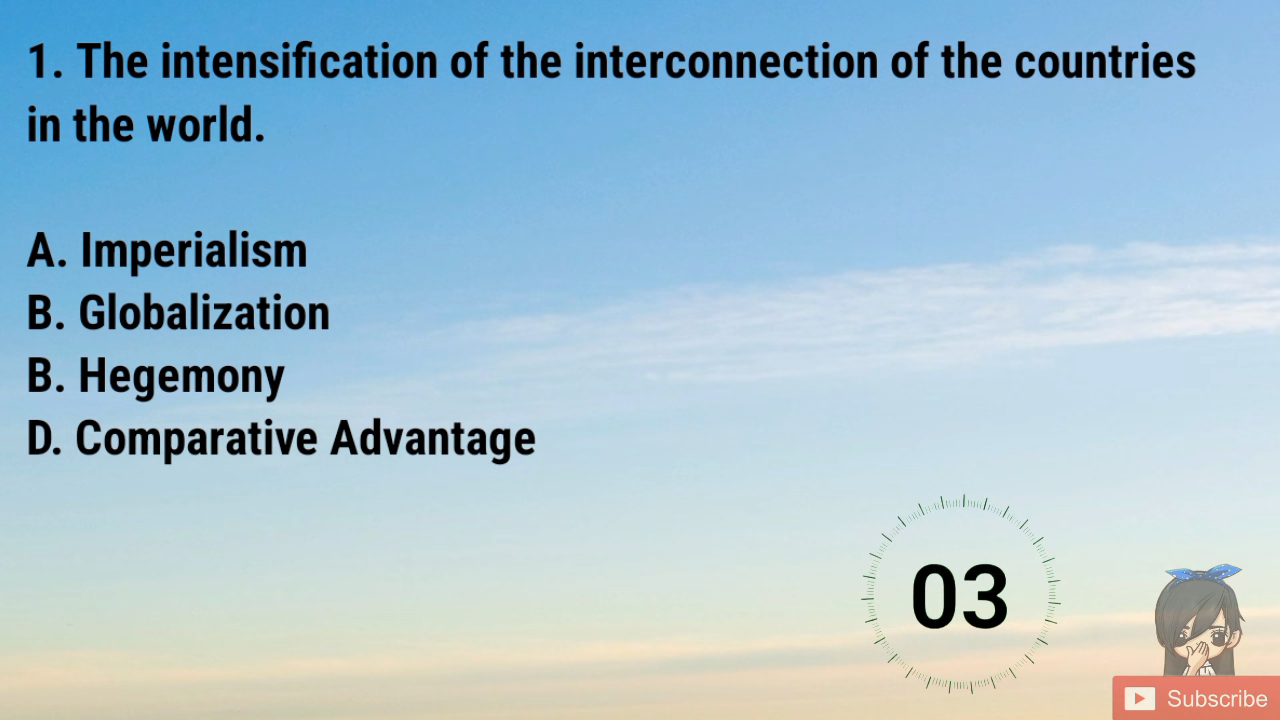 1. The intensification of the interconnection of the countries
in the world.
A. Imperialism
B. Globalization
B. Hegemony
D. Comparative Advantage
03
Subscribe